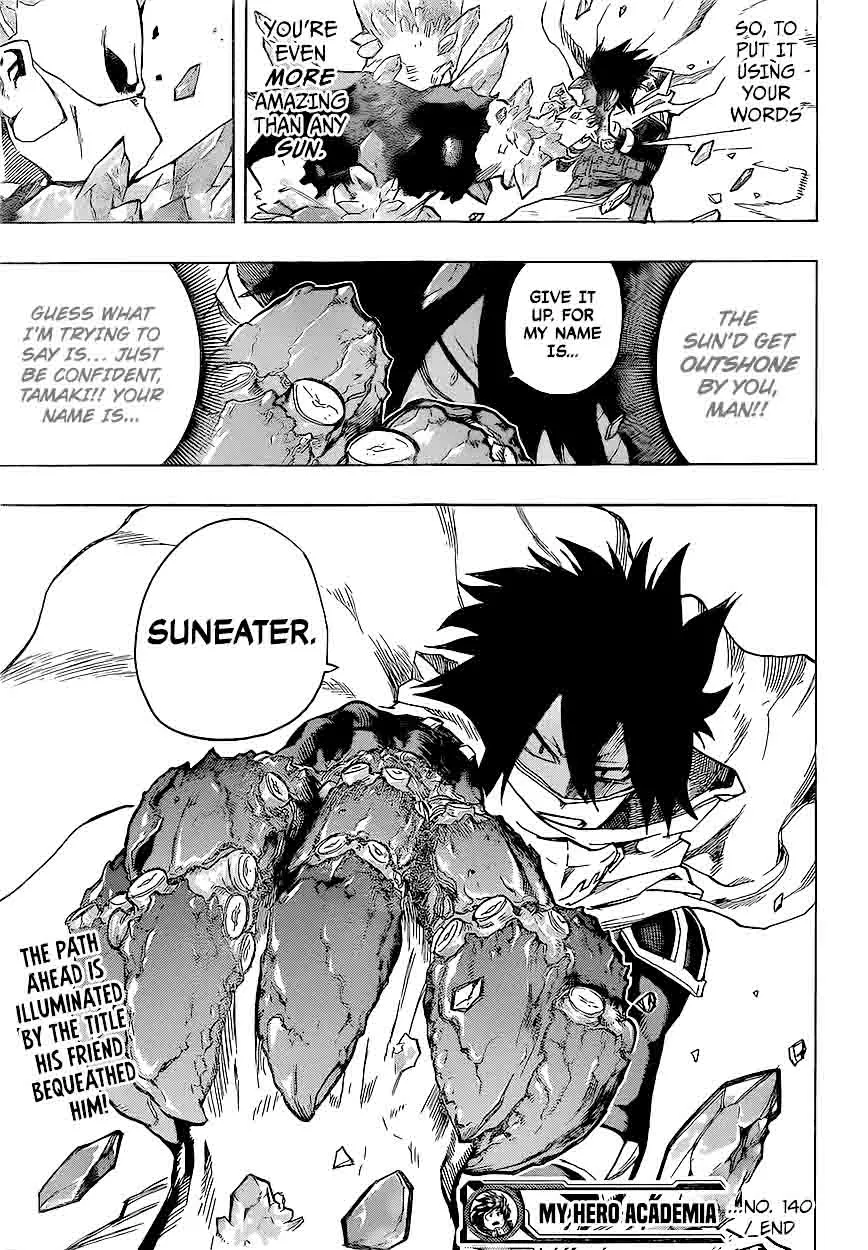 SO, TO
PUT IT
USING
YOUR
WORDS
YOU'RE
EVEN
MORE
AMAZING
THAN ANY
SUN.
THE
SUN'D GET
OUTSHONE
BY YOU,
MAN!!
GIVE IT
UP. FOR
MY NAME
IS...
GUESS WHAT
I'M TRYING TO
SAY IS... JUST
BE CONFIDENT,
TAMAKI!! YOUR
NAME IS...
SUNEATER.
THE PATH
AHEAD IS
ILLUMINATED
BY THE TITLE
HIS FRIEND
BEQUEATHED
HIM!
MY HERO ACADEMIA
...NO. 140
/ END